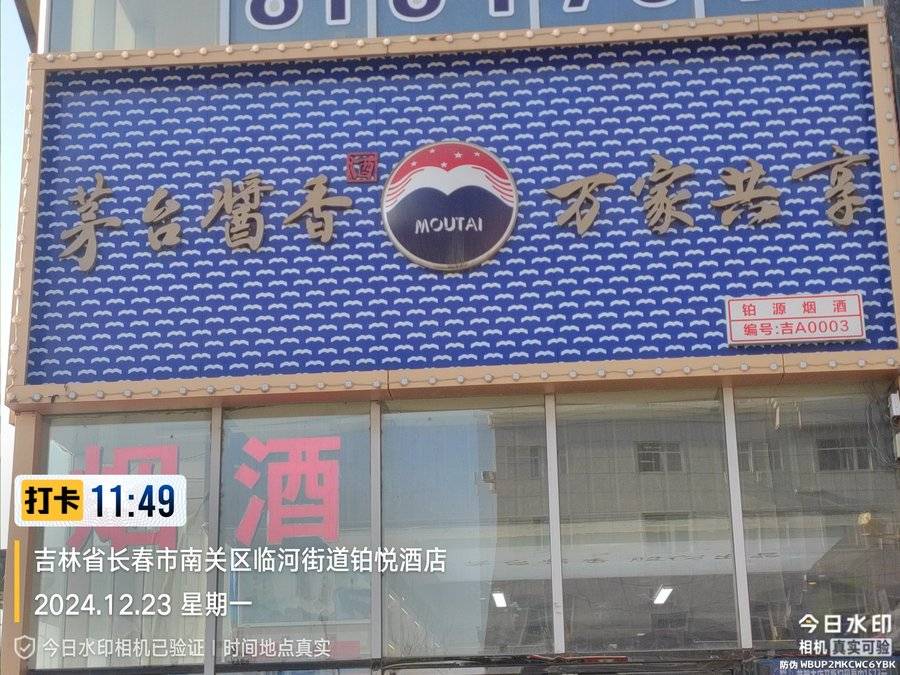 茅台醬香酒
MOUTAI
万家共享
铂源烟酒
编号:吉A0003
烟酒
打卡 11:49
吉林省长春市南关区临河街道铂悦酒店
2024.12.23 星期一
今日水印相机已验证 | 时间地点真实
今日水印
相机 真实可验
防伪 WBUP2MKCWC6YBK